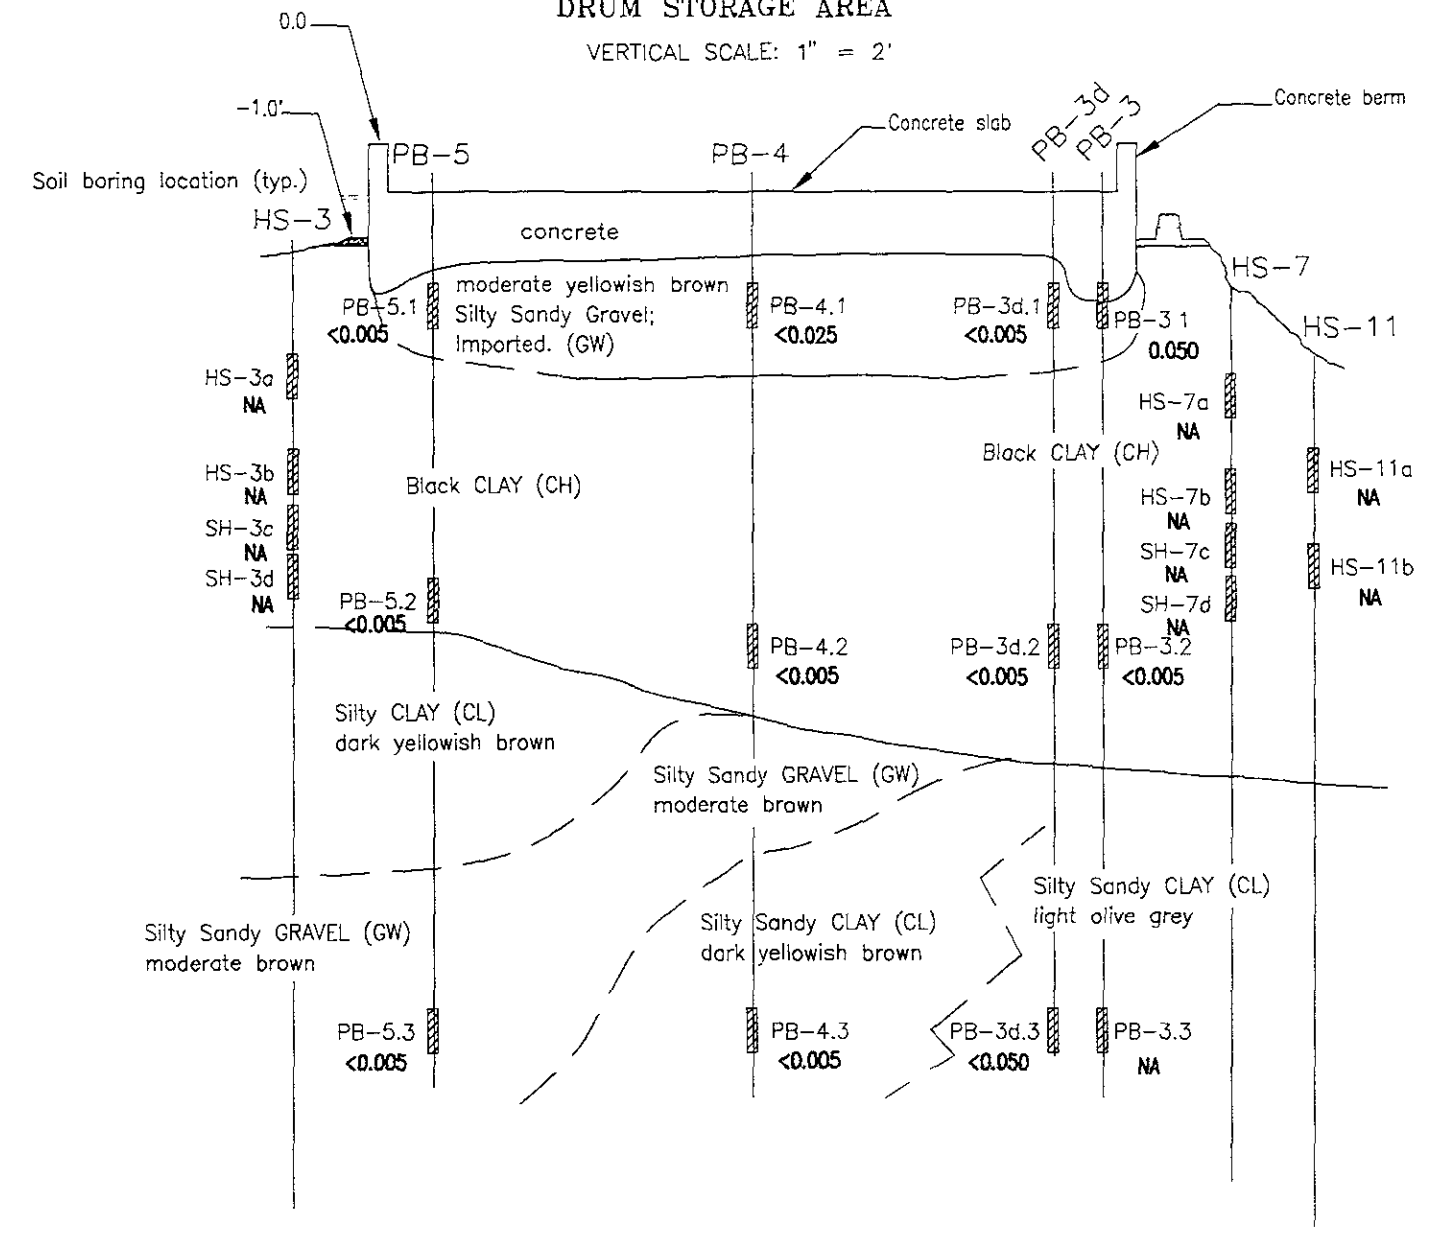 DRUM STORAGE AREA
VERTICAL SCALE: 1" = 2'
0.0
-1.0'
Concrete berm
Concrete slab
PB-3d
PB-3
PB-5
PB-4
Soil boring location (typ.)
HS-3
concrete
HS-7
HS-11
moderate yellowish brown
Silty Sandy Gravel;
Imported. (GW)
PB-5.1
<0.005
PB-4.1
<0.025
PB-3d.1
<0.005
PB-3 1
0.050
HS-3a
NA
HS-7a
NA
Black CLAY (CH)
Black CLAY (CH)
HS-3b
NA
HS-11a
NA
HS-7b
NA
SH-3c
NA
SH-7c
NA
SH-3d
NA
HS-11b
NA
SH-7d
NA
PB-5.2
<0.005
PB-4.2
<0.005
PB-3d.2
<0.005
PB-3.2
<0.005
Silty CLAY (CL)
dark yellowish brown
Silty Sandy GRAVEL (GW)
moderate brown
Silty Sandy CLAY (CL)
light olive grey
Silty Sandy GRAVEL (GW)
moderate brown
Silty Sandy CLAY (CL)
dark yellowish brown
PB-5.3
<0.005
PB-4.3
<0.005
PB-3d.3
<0.050
PB-3.3
NA